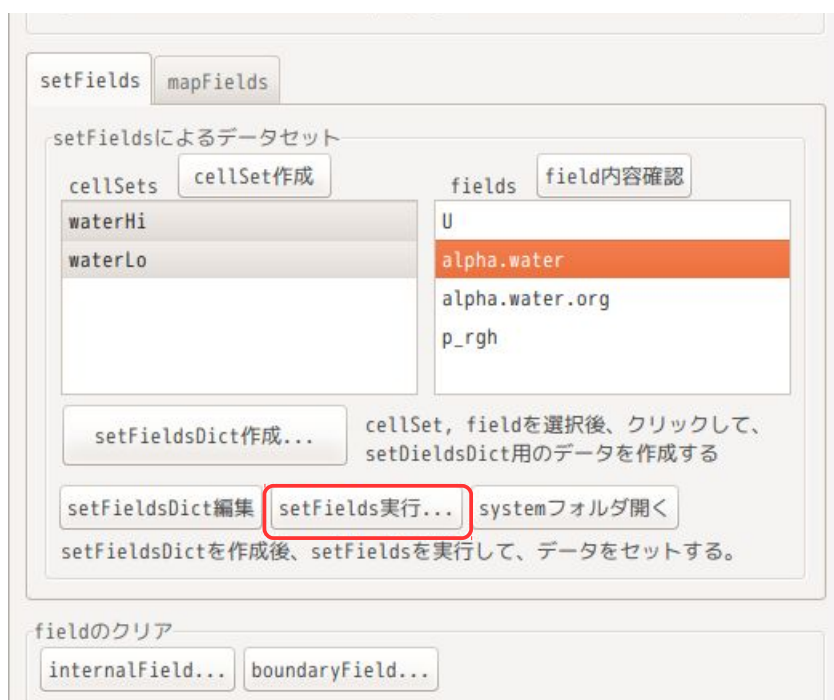 setFields mapFields
setFieldsによるデータセット
cellSets cellSet作成 fields field内容確認
waterHi U
waterLo alpha.water
alpha.water.org
p_rgh
setFieldsDict作成... cellSet, fieldを選択後、クリックして、
setDieldsDict用のデータを作成する
setFieldsDict編集 setFields実行... systemフォルダ開く
setFieldsDictを作成後、setFieldsを実行して、データをセットする。
fieldのクリア
internalField... boundaryField...